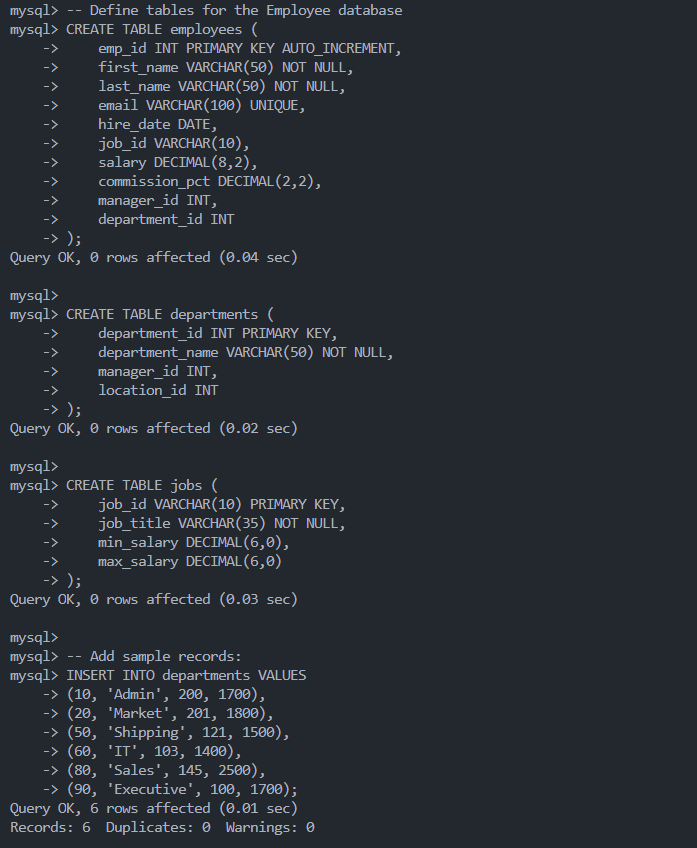 mysql> -- Define tables for the Employee database
mysql> CREATE TABLE employees (
    ->     emp_id INT PRIMARY KEY AUTO_INCREMENT,
    ->     first_name VARCHAR(50) NOT NULL,
    ->     last_name VARCHAR(50) NOT NULL,
    ->     email VARCHAR(100) UNIQUE,
    ->     hire_date DATE,
    ->     job_id VARCHAR(10),
    ->     salary DECIMAL(8,2),
    ->     commission_pct DECIMAL(2,2),
    ->     manager_id INT,
    ->     department_id INT
    -> );
Query OK, 0 rows affected (0.04 sec)

mysql>
mysql> CREATE TABLE departments (
    ->     department_id INT PRIMARY KEY,
    ->     department_name VARCHAR(50) NOT NULL,
    ->     manager_id INT,
    ->     location_id INT
    -> );
Query OK, 0 rows affected (0.02 sec)

mysql>
mysql> CREATE TABLE jobs (
    ->     job_id VARCHAR(10) PRIMARY KEY,
    ->     job_title VARCHAR(35) NOT NULL,
    ->     min_salary DECIMAL(6,0),
    ->     max_salary DECIMAL(6,0)
    -> );
Query OK, 0 rows affected (0.03 sec)

mysql>
mysql> -- Add sample records:
mysql> INSERT INTO departments VALUES
    -> (10, 'Admin', 200, 1700),
    -> (20, 'Market', 201, 1800),
    -> (50, 'Shipping', 121, 1500),
    -> (60, 'IT', 103, 1400),
    -> (80, 'Sales', 145, 2500),
    -> (90, 'Executive', 100, 1700);
Query OK, 6 rows affected (0.01 sec)
Records: 6  Duplicates: 0  Warnings: 0